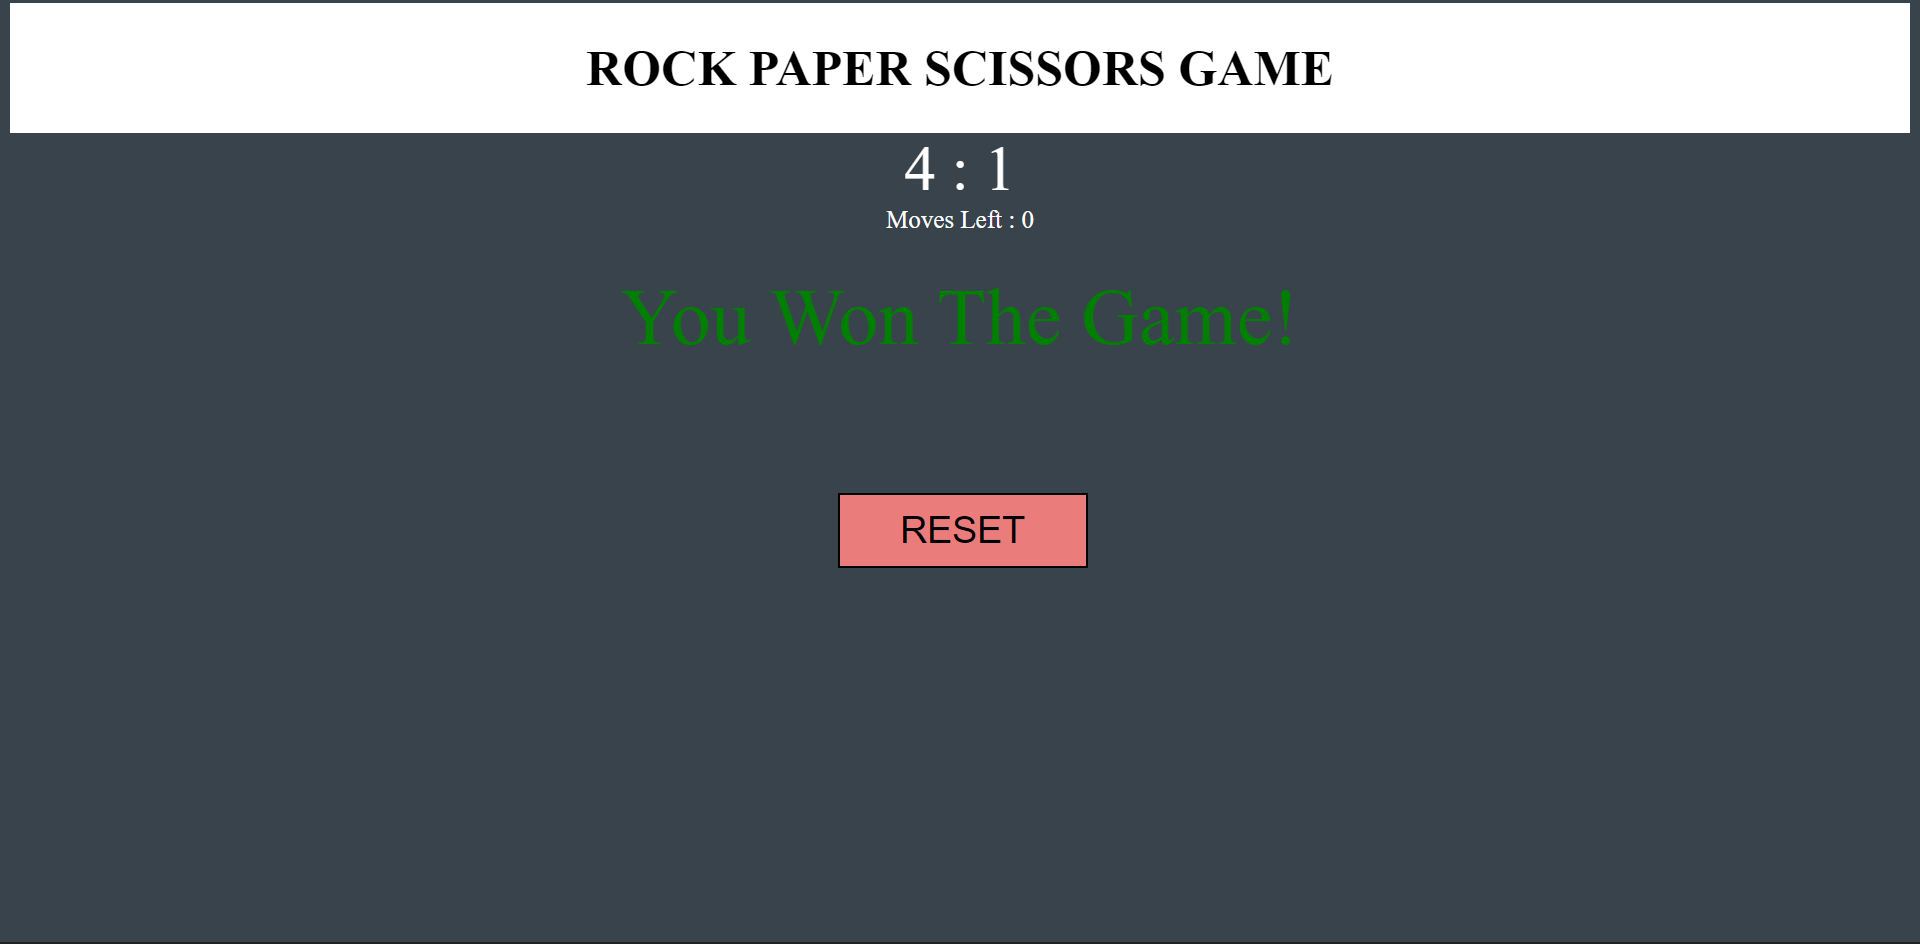 ROCK PAPER SCISSORS GAME
4 : 1
Moves Left : 0
You Won The Game!
RESET